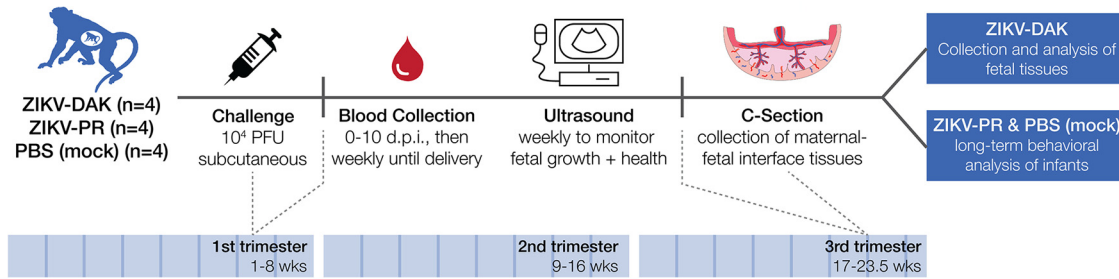 ZIKV-DAK (n=4)
ZIKV-PR (n=4)
PBS (mock) (n=4)
Challenge
10⁴ PFU
subcutaneous
Blood Collection
0-10 d.p.i., then
weekly until delivery
Ultrasound
weekly to monitor
fetal growth + health
C-Section
collection of maternal-
fetal interface tissues
ZIKV-DAK
Collection and analysis of
fetal tissues
ZIKV-PR & PBS (mock)
long-term behavioral
analysis of infants
1st trimester
1-8 wks
2nd trimester
9-16 wks
3rd trimester
17-23.5 wks